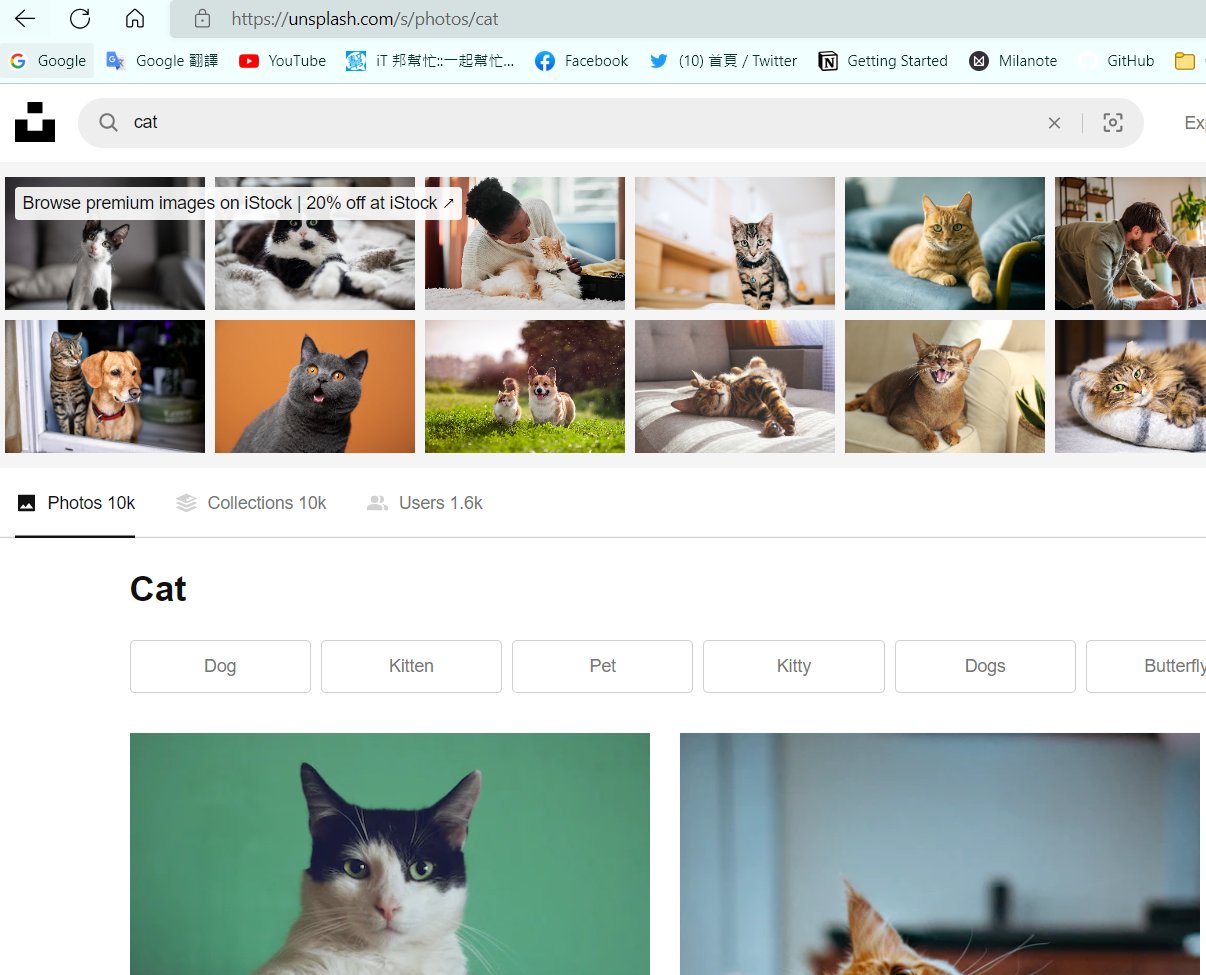 https://unsplash.com/s/photos/cat
Google
Google 翻譯
YouTube
iT 邦幫忙::一起幫忙...
Facebook
(10) 首頁 / Twitter
Getting Started
Milanote
GitHub
cat
Browse premium images on iStock | 20% off at iStock ↗
Photos 10k
Collections 10k
Users 1.6k
Cat
Dog
Kitten
Pet
Kitty
Dogs
Butterfly